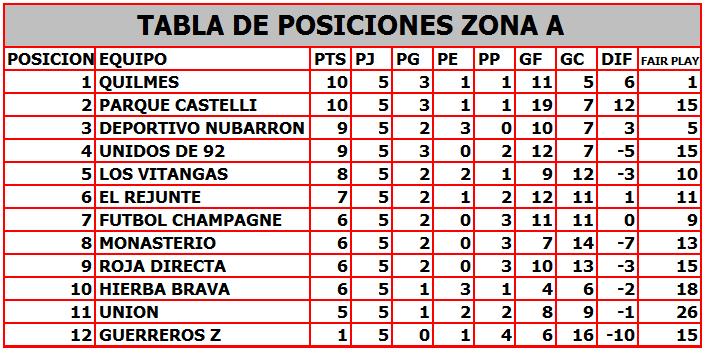 TABLA DE POSICIONES ZONA A
POSICION EQUIPO PTS PJ PG PE PP GF GC DIF FAIR PLAY
1 QUILMES 10 5 3 1 1 11 5 6 1
2 PARQUE CASTELLI 10 5 3 1 1 19 7 12 15
3 DEPORTIVO NUBARRON 9 5 2 3 0 10 7 3 5
4 UNIDOS DE 92 9 5 3 0 2 12 7 -5 15
5 LOS VITANGAS 8 5 2 2 1 9 12 -3 10
6 EL REJUNTE 7 5 2 1 2 12 11 1 11
7 FUTBOL CHAMPAGNE 6 5 2 0 3 11 11 0 9
8 MONASTERIO 6 5 2 0 3 7 14 -7 13
9 ROJA DIRECTA 6 5 2 0 3 10 13 -3 15
10 HIERBA BRAVA 6 5 1 3 1 4 6 -2 18
11 UNION 5 5 1 2 2 8 9 -1 26
12 GUERREROS Z 1 5 0 1 4 6 16 -10 15